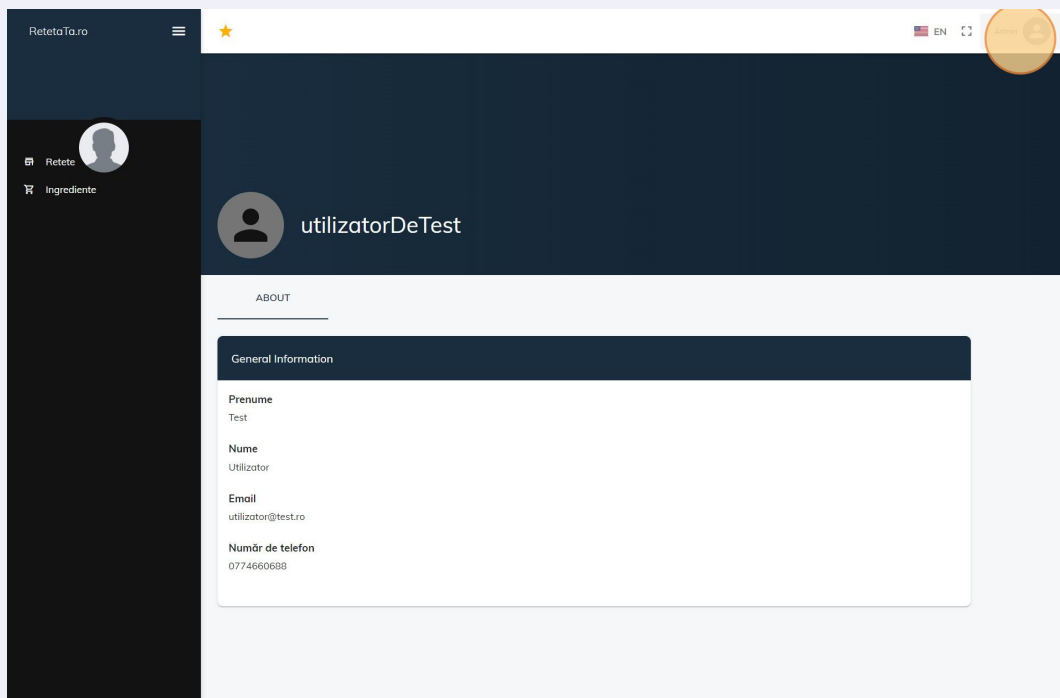 RetetaTa.ro
EN
Retete
Ingrediente
utilizatorDeTest
ABOUT
General Information
Prenume
Test
Nume
Utilizator
Email
utilizator@test.ro
Număr de telefon
0774660688